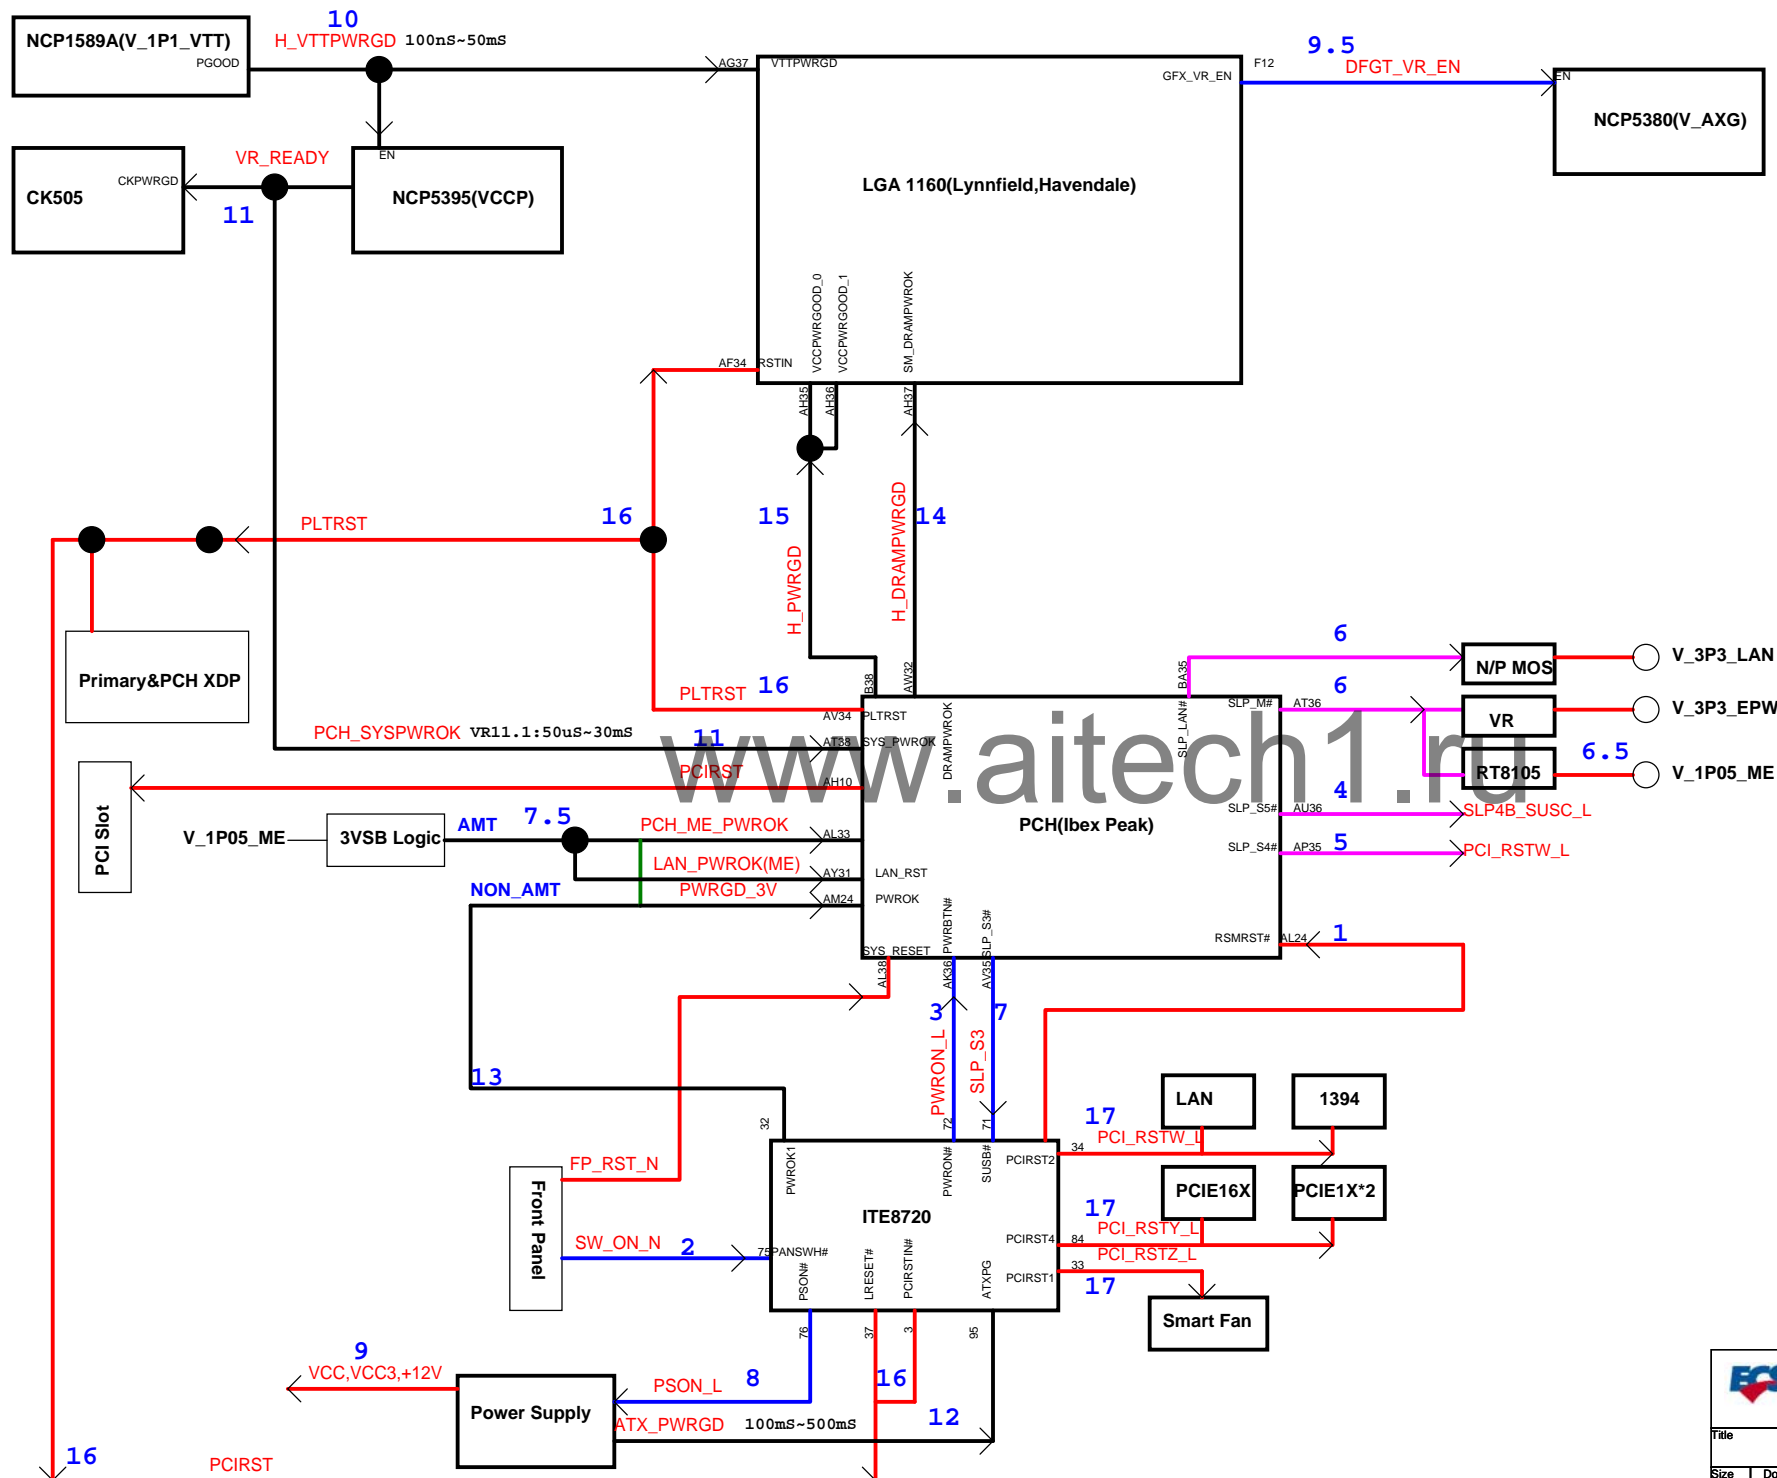 10
NCP1589A(V_1P1_VTT)
H_VTTPWRGD 100nS~50mS
PGOOD
AG37
VTTPWRGD
GFX_VR_EN
F12
9.5
DFGT_VR_EN
EN
NCP5380(V_AXG)
VR_READY
EN
CKPWRGD
CK505
11
NCP5395(VCCP)
LGA 1160(Lynnfield,Havendale)
VCCPWRGOOD_0
VCCPWRGOOD_1
SM_DRAMPWROK
AF34
RSTIN
AH35
AH36
AH37
PLTRST
16
15
14
H_PWRGD
H_DRAMPWRGD
Primary&PCH XDP
6
N/P MOS
V_3P3_LAN
B38
AW32
BA35
PLTRST
16
AV34
PLTRST
DRAMPWROK
SLP_LAN#
SLP_M#
AT36
6
VR
V_3P3_EPW
PCH_SYSPWROK VR11.1:50uS~30mS
11
AT38
SYS_PWROK
www.aitech1.ru
6.5
RT8105
V_1P05_ME
PCIRST
AH10
4
PCI Slot
SLP_S5#
AU36
SLP4B_SUSC_L
PCH(Ibex Peak)
AMT
7.5
V_1P05_ME
3VSB Logic
PCH_ME_PWROK
AL33
SLP_S4#
AP35
5
PCI_RSTW_L
LAN_PWROK(ME)
AY31
LAN_RST
NON_AMT
PWRGD_3V
AM24
PWROK
SYS_RESET
PWRBTN#
SLP_S3#
RSMRST#
AL24
1
AL38
AK36
AV35
3
7
PWRON_L
SLP_S3
13
32
72
71
LAN
1394
17
34
PCI_RSTW_L
PWROK1
PWRON#
SUSB#
PCIRST2
FP_RST_N
Front Panel
ITE8720
PCIE16X
PCIE1X*2
17
PCI_RSTY_L
PCIRST4
84
SW_ON_N
2
75
PANSWH#
PSON#
LRESET#
PCIRSTIN#
ATXPG
PCIRST1
33
PCI_RSTZ_L
17
Smart Fan
76
37
3
95
9
VCC,VCC3,+12V
PSON_L
8
16
Power Supply
ATX_PWRGD 100mS~500mS
12
16
PCIRST
Title
Size